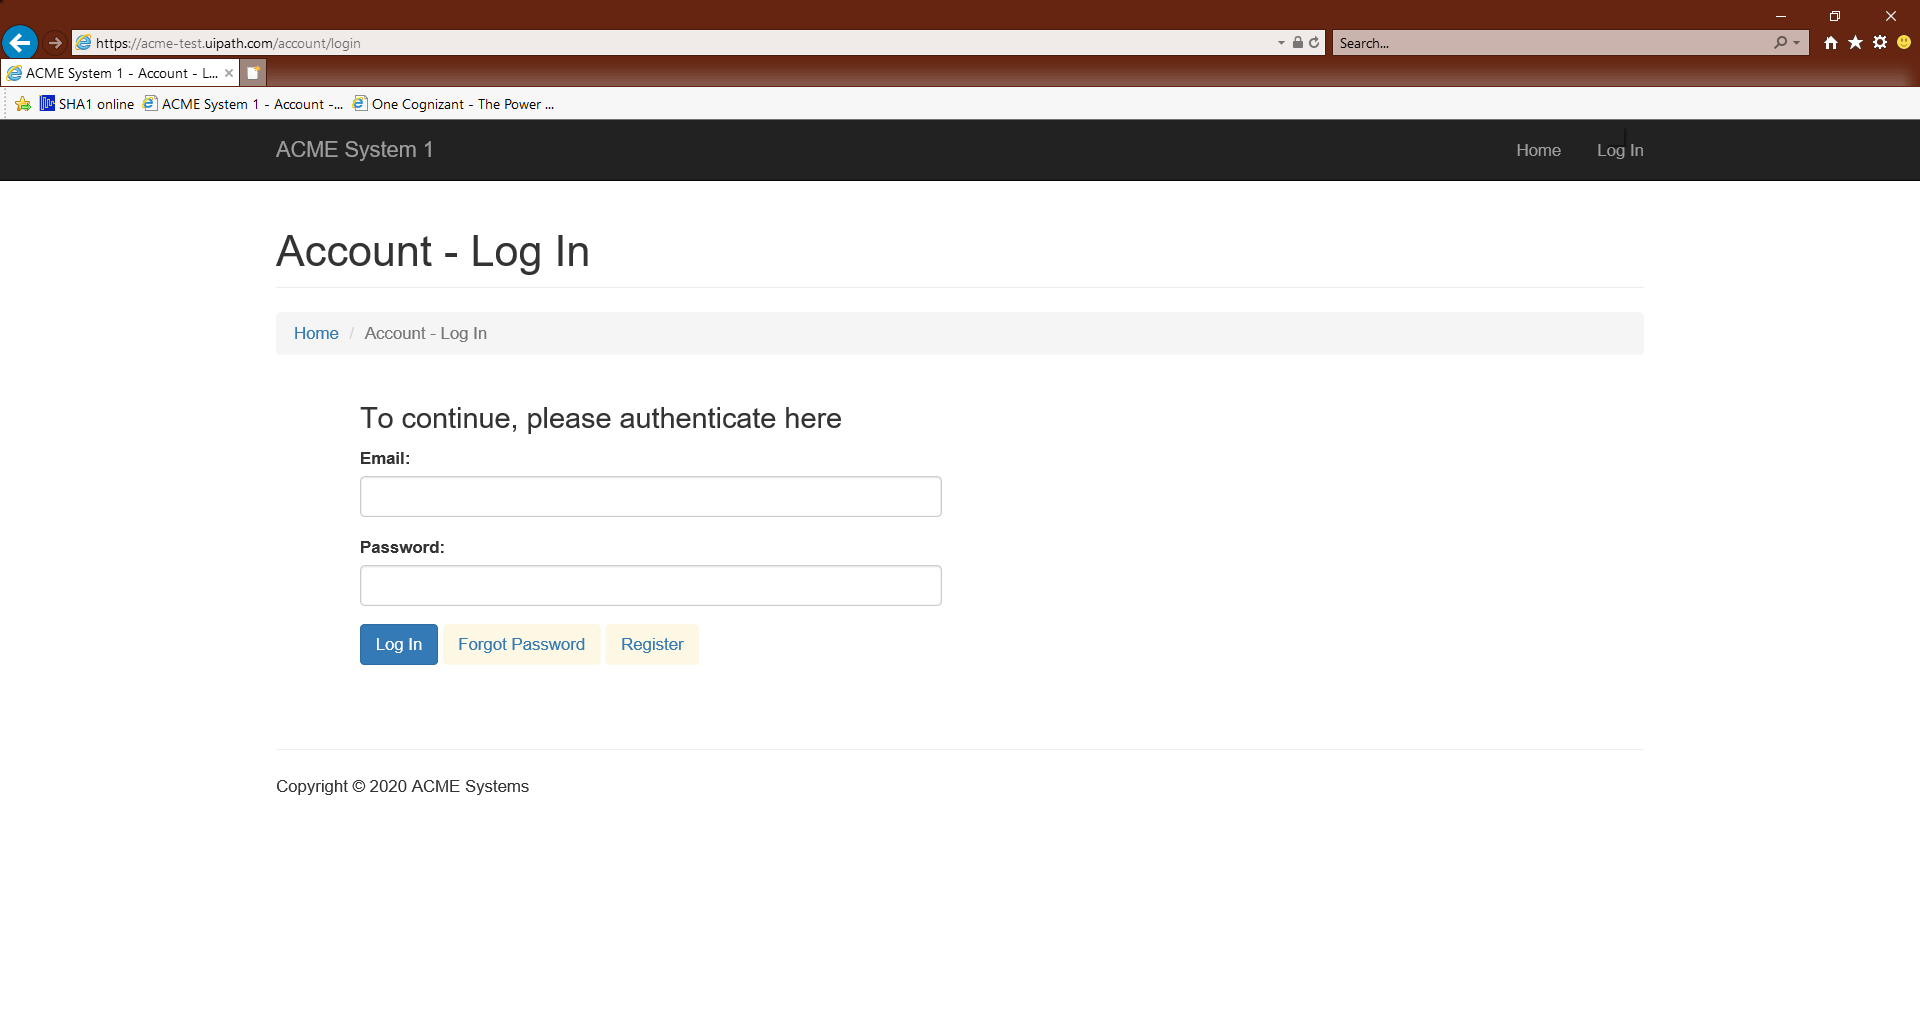 https://acme-test.uipath.com/account/login
Search...
ACME System 1 - Account - L...
SHA1 online
ACME System 1 - Account -...
One Cognizant - The Power ...
ACME System 1
Home
Log In
Account - Log In
Home / Account - Log In
To continue, please authenticate here
Email:
Password:
Log In
Forgot Password
Register
Copyright © 2020 ACME Systems